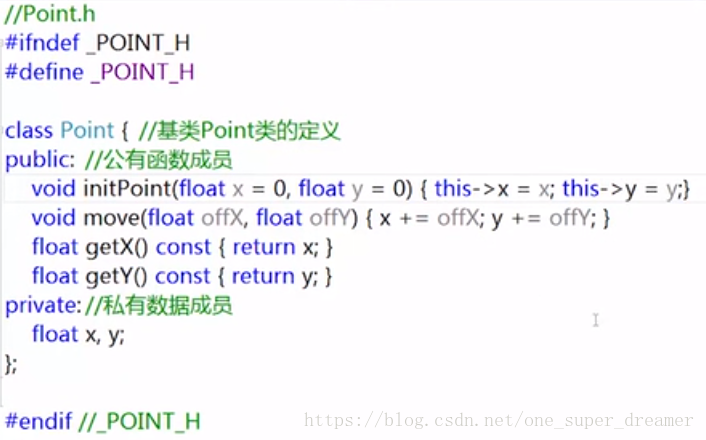 //Point.h
#ifndef _POINT_H
#define _POINT_H
class Point { //基类Point类的定义
public: //公有函数成员
void initPoint(float x = 0, float y = 0) { this->x = x; this->y = y;}
void move(float offX, float offY) { x += offX; y += offY; }
float getX() const { return x; }
float getY() const { return y; }
private: //私有数据成员
float x, y;
};
#endif //_POINT_H
https://blog.csdn.net/one_super_dreamer